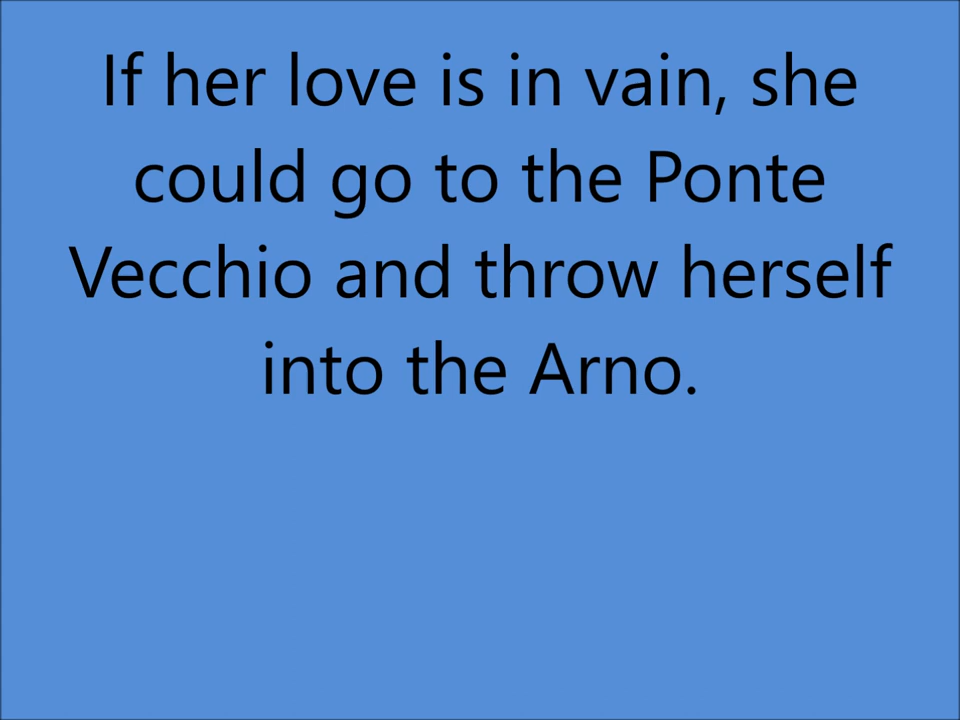 If her love is in vain, she
could go to the Ponte
Vecchio and throw herself
into the Arno.